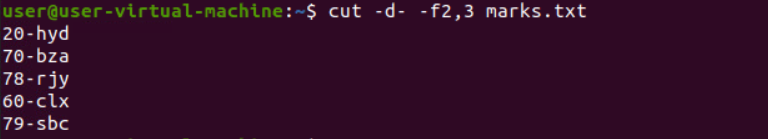 user@user-virtual-machine:~$ cut -d- -f2,3 marks.txt
20-hyd
70-bza
78-rjy
60-clx
79-sbc